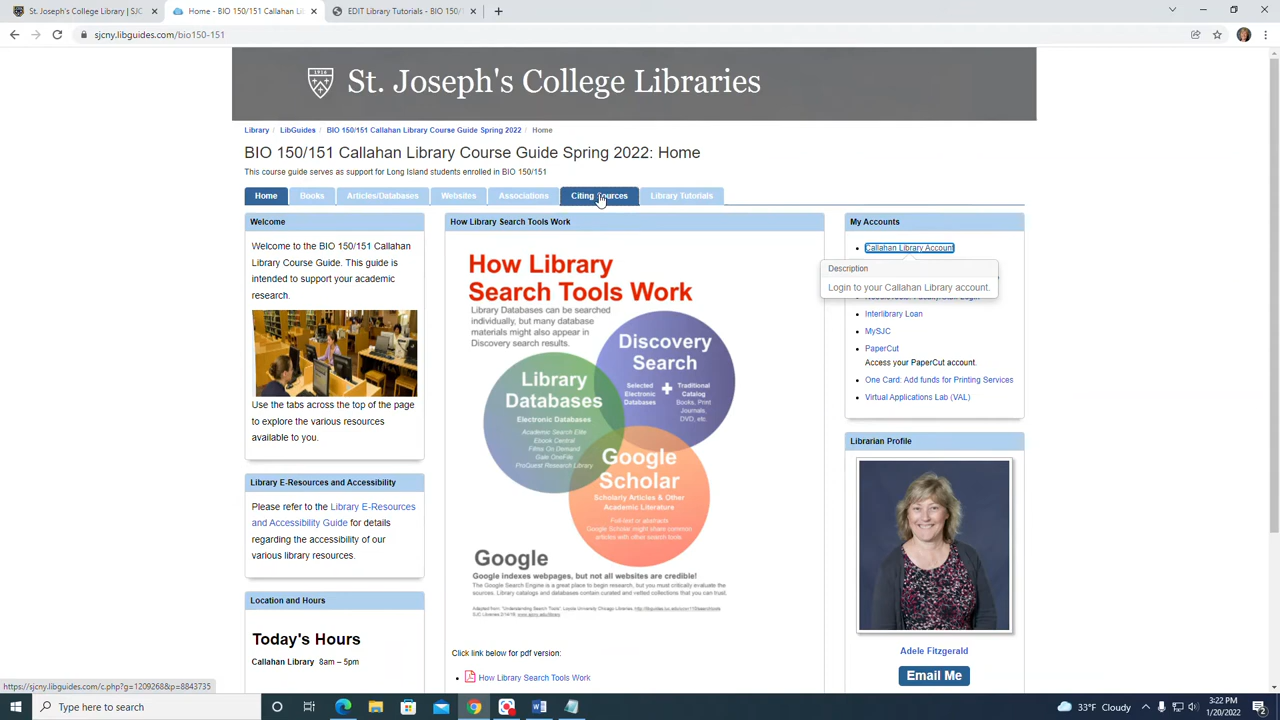 St. Joseph's College Library | SJC
Home - BIO 150/151 Callahan Li
EDIT Library Tutorials - BIO 150/
sjcny.libguides.com/bio150-151
1916
St. Joseph's College Libraries
Library / LibGuides / BIO 150/151 Callahan Library Course Guide Spring 2022 / Home
BIO 150/151 Callahan Library Course Guide Spring 2022: Home
This course guide serves as support for Long Island students enrolled in BIO 150/151
Home Books Articles/Databases Websites Associations Citing Sources Library Tutorials
Welcome
Welcome to the BIO 150/151 Callahan
Library Course Guide. This guide is
intended to support your academic
research.
Use the tabs across the top of the page
to explore the various resources
available to you.
Library E-Resources and Accessibility
Please refer to the Library E-Resources
and Accessibility Guide for details
regarding the accessibility of our
various library resources.
Location and Hours
Today's Hours
Callahan Library 8am – 5pm
How Library Search Tools Work
How Library
Search Tools Work
Library Databases can be searched
individually, but many database
materials might also appear in
Discovery search results.
Discovery
Search
Selected
Electronic
Databases
+
Traditional
Catalog
Books, Print
Journals,
DVD, etc.
Library
Databases
Electronic Databases
Academic Search Elite
Ebook Central
Films On Demand
Gale OneFile
ProQuest Research Library
Google
Scholar
Scholarly Articles & Other
Academic Literature
Full-text or abstracts
Google Scholar might share common
articles with other search tools
Google
Google indexes webpages, but not all websites are credible!
The Google Search Engine is a great place to begin research, but you must critically evaluate the
sources. Library catalogs and databases contain curated and vetted collections that you can trust.
Adapted from: "Understanding Search Tools", Loyola University Chicago Libraries,
SJC Libraries 2/14/19, www.sjcny.edu/library
Click link below for pdf version:
How Library Search Tools Work
My Accounts
Callahan Library Account
Description
Login to your Callahan Library account.
Interlibrary Loan
MySJC
PaperCut
Access your PaperCut account.
One Card: Add funds for Printing Services
Virtual Applications Lab (VAL)
Librarian Profile
Adele Fitzgerald
Email Me
https://sjcny.libguides.com/c.php?g=1209268&p=8843735
Type here to search
33°F Cloudy
3:22 PM
1/20/2022
2